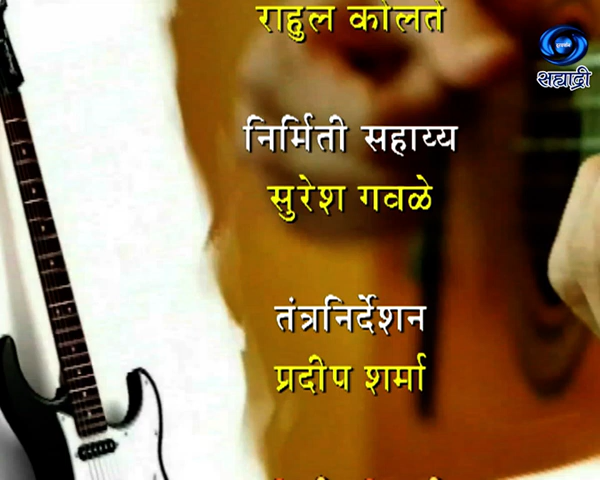 राहुल कोलते
सह्याद्री
निर्मिती सहाय्य
सुरेश गवळे
तंत्रनिर्देशन
प्रदीप शर्मा